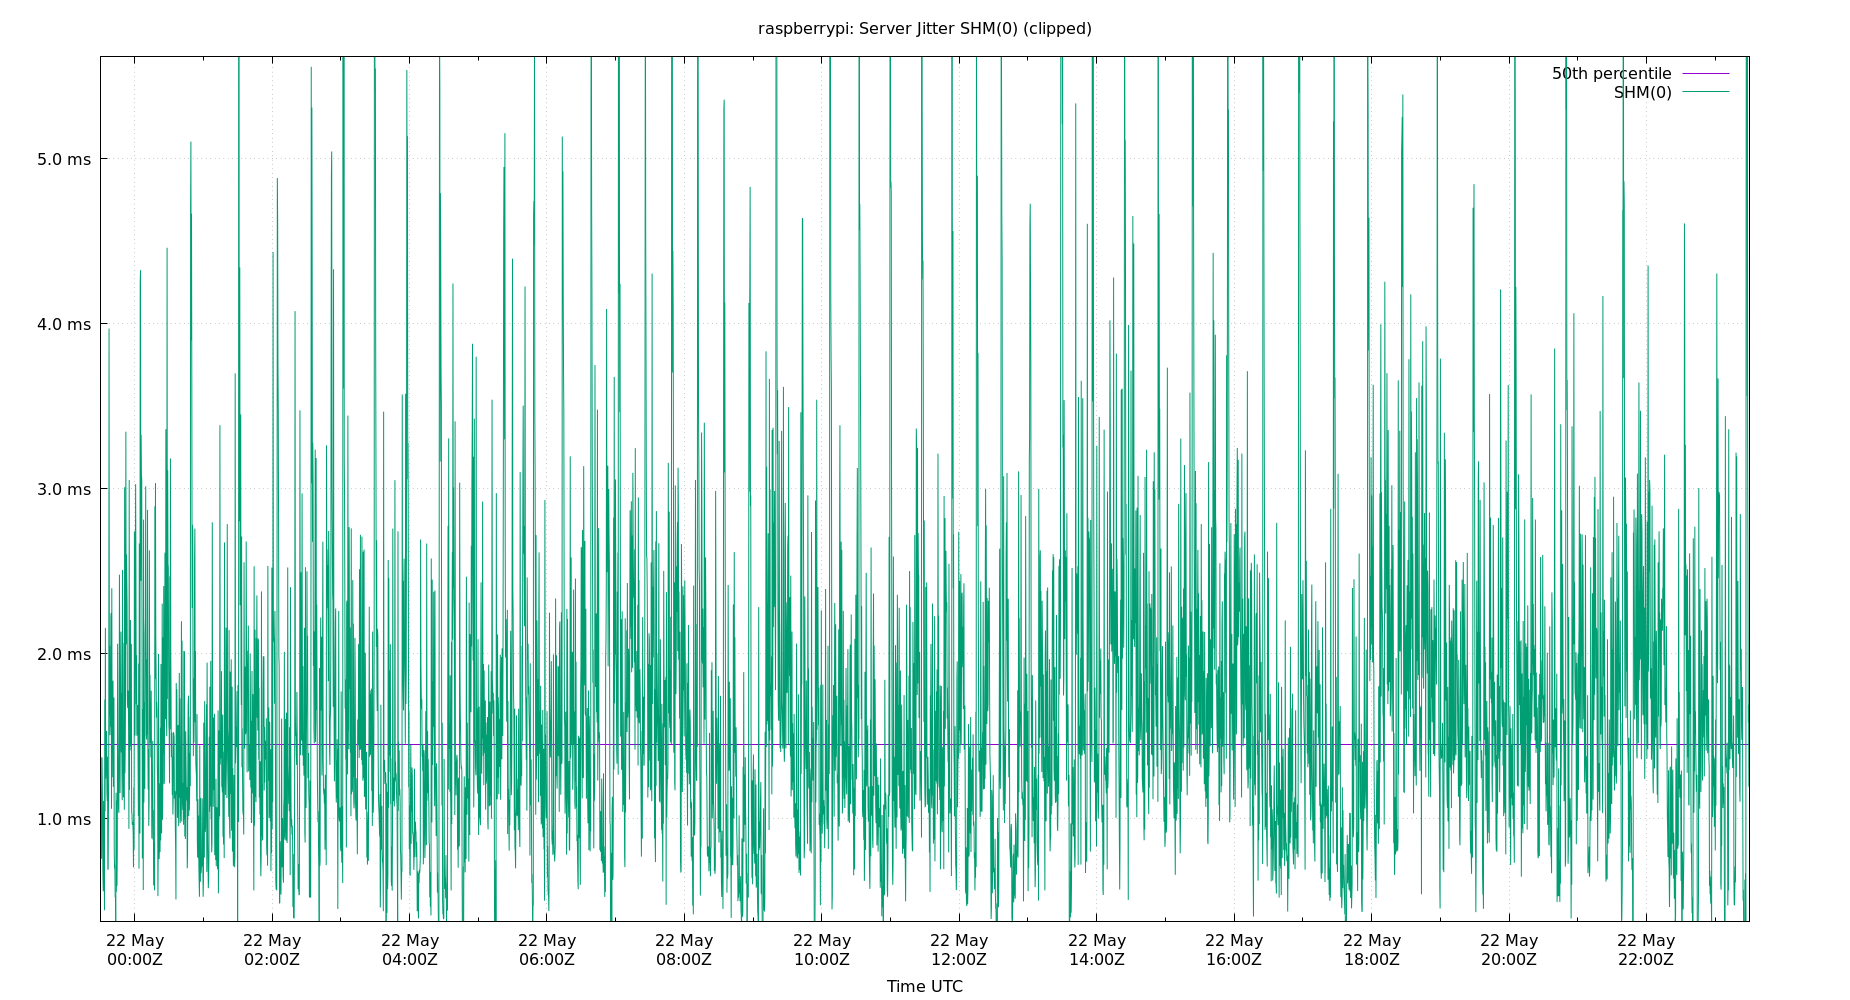 raspberrypi: Server Jitter SHM(0) (clipped)
50th percentile
SHM(0)
5.0 ms
4.0 ms
3.0 ms
2.0 ms
1.0 ms
22 May 22 May 22 May 22 May 22 May 22 May 22 May 22 May 22 May 22 May 22 May 22 May
00:00Z 02:00Z 04:00Z 06:00Z 08:00Z 10:00Z 12:00Z 14:00Z 16:00Z 18:00Z 20:00Z 22:00Z
Time UTC